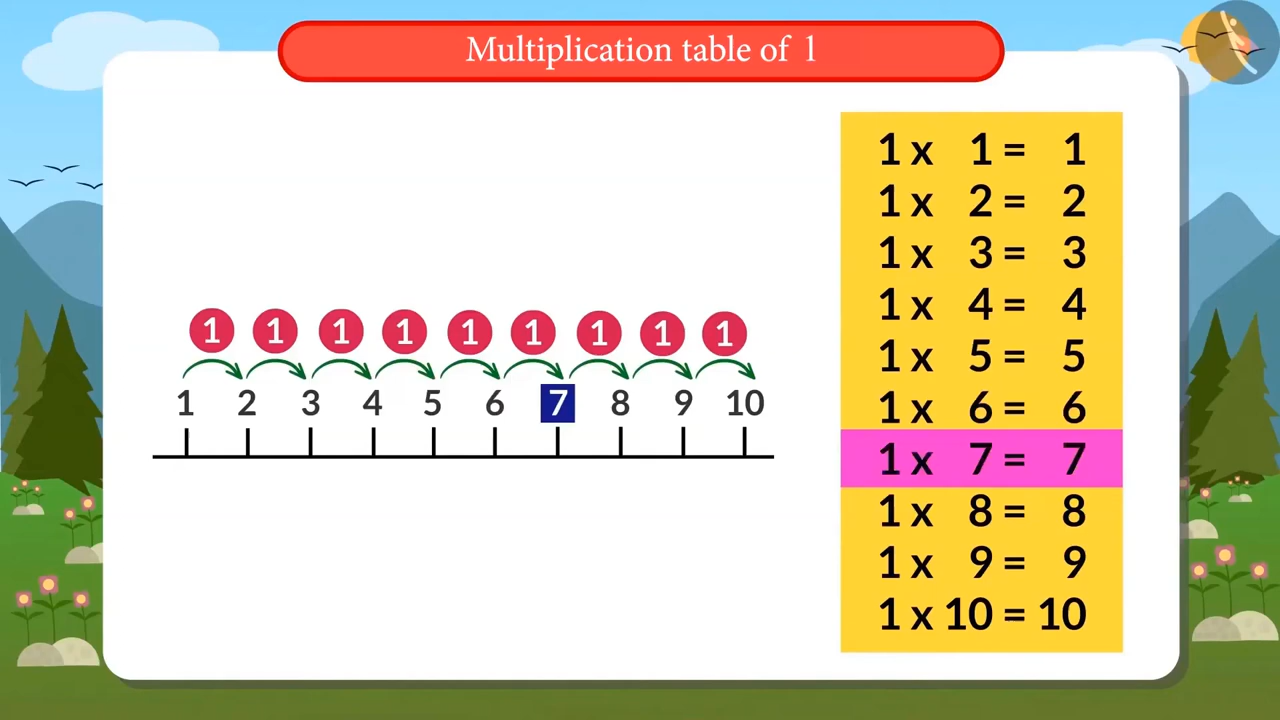 Multiplication table of 1
1 1 1 1 1 1 1 1 1
1 2 3 4 5 6 7 8 9 10
1 x 1 = 1
1 x 2 = 2
1 x 3 = 3
1 x 4 = 4
1 x 5 = 5
1 x 6 = 6
1 x 7 = 7
1 x 8 = 8
1 x 9 = 9
1 x 10 = 10